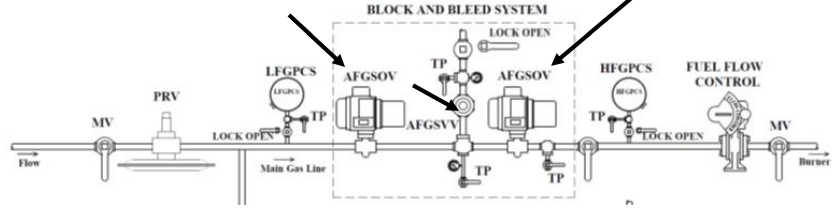 BLOCK AND BLEED SYSTEM
LOCK OPEN
TP
LFGPCS
AFGSOV
AFGSOV
HFGPCS
FUEL FLOW
CONTROL
LFGPCS
HFGPCS
PRV
TP
TP
MV
AFGSVV
MV
LOCK OPEN
LOCK OPEN
Flow
Main Gas Line
TP
TP
Burner